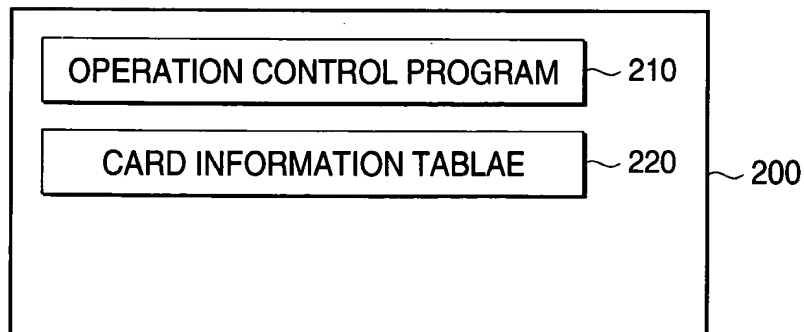 OPERATION CONTROL PROGRAM 210
CARD INFORMATION TABLAE 220
200